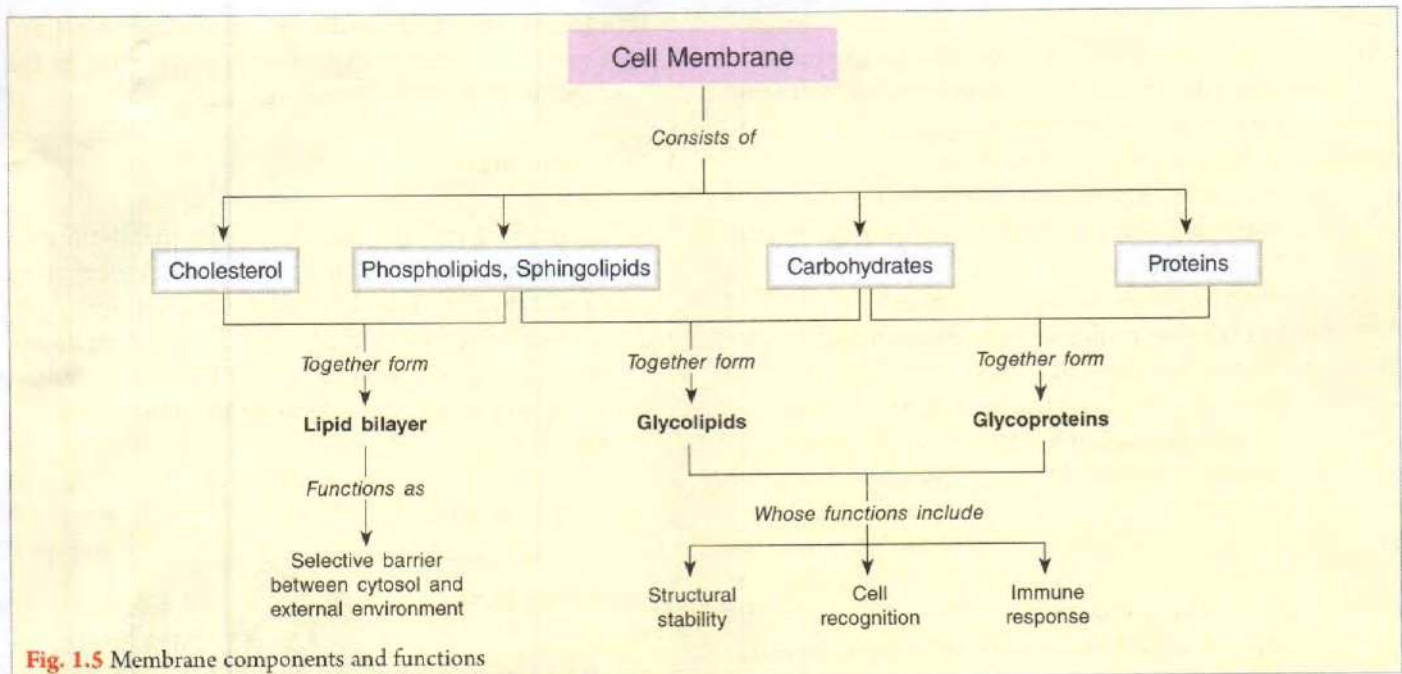 Cell Membrane
Consists of
Cholesterol
Phospholipids, Sphingolipids
Carbohydrates
Proteins
Together form
Together form
Together form
Lipid bilayer
Glycolipids
Glycoproteins
Functions as
Whose functions include
Selective barrier
between cytosol and
external environment
Structural
stability
Cell
recognition
Immune
response
Fig. 1.5 Membrane components and functions